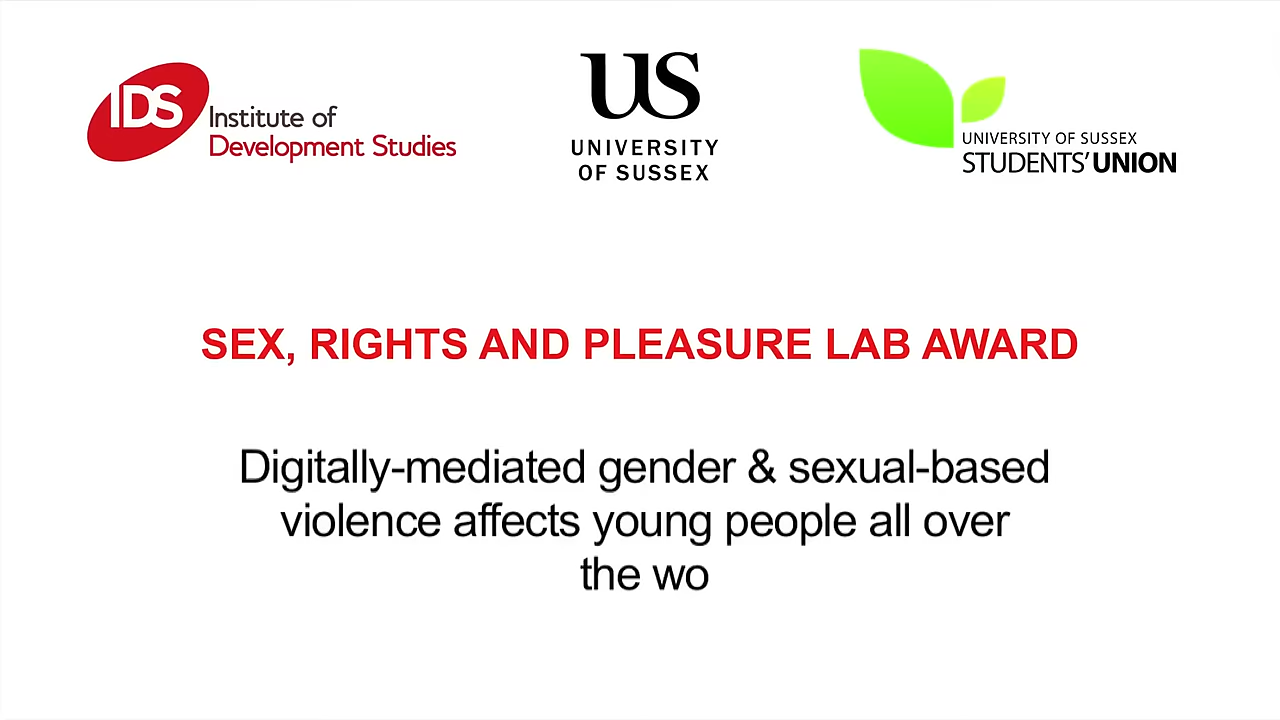 IDS
Institute of
Development Studies
US
UNIVERSITY
OF SUSSEX
UNIVERSITY OF SUSSEX
STUDENTS'UNION
SEX, RIGHTS AND PLEASURE LAB AWARD
Digitally-mediated gender & sexual-based
violence affects young people all over
the wo